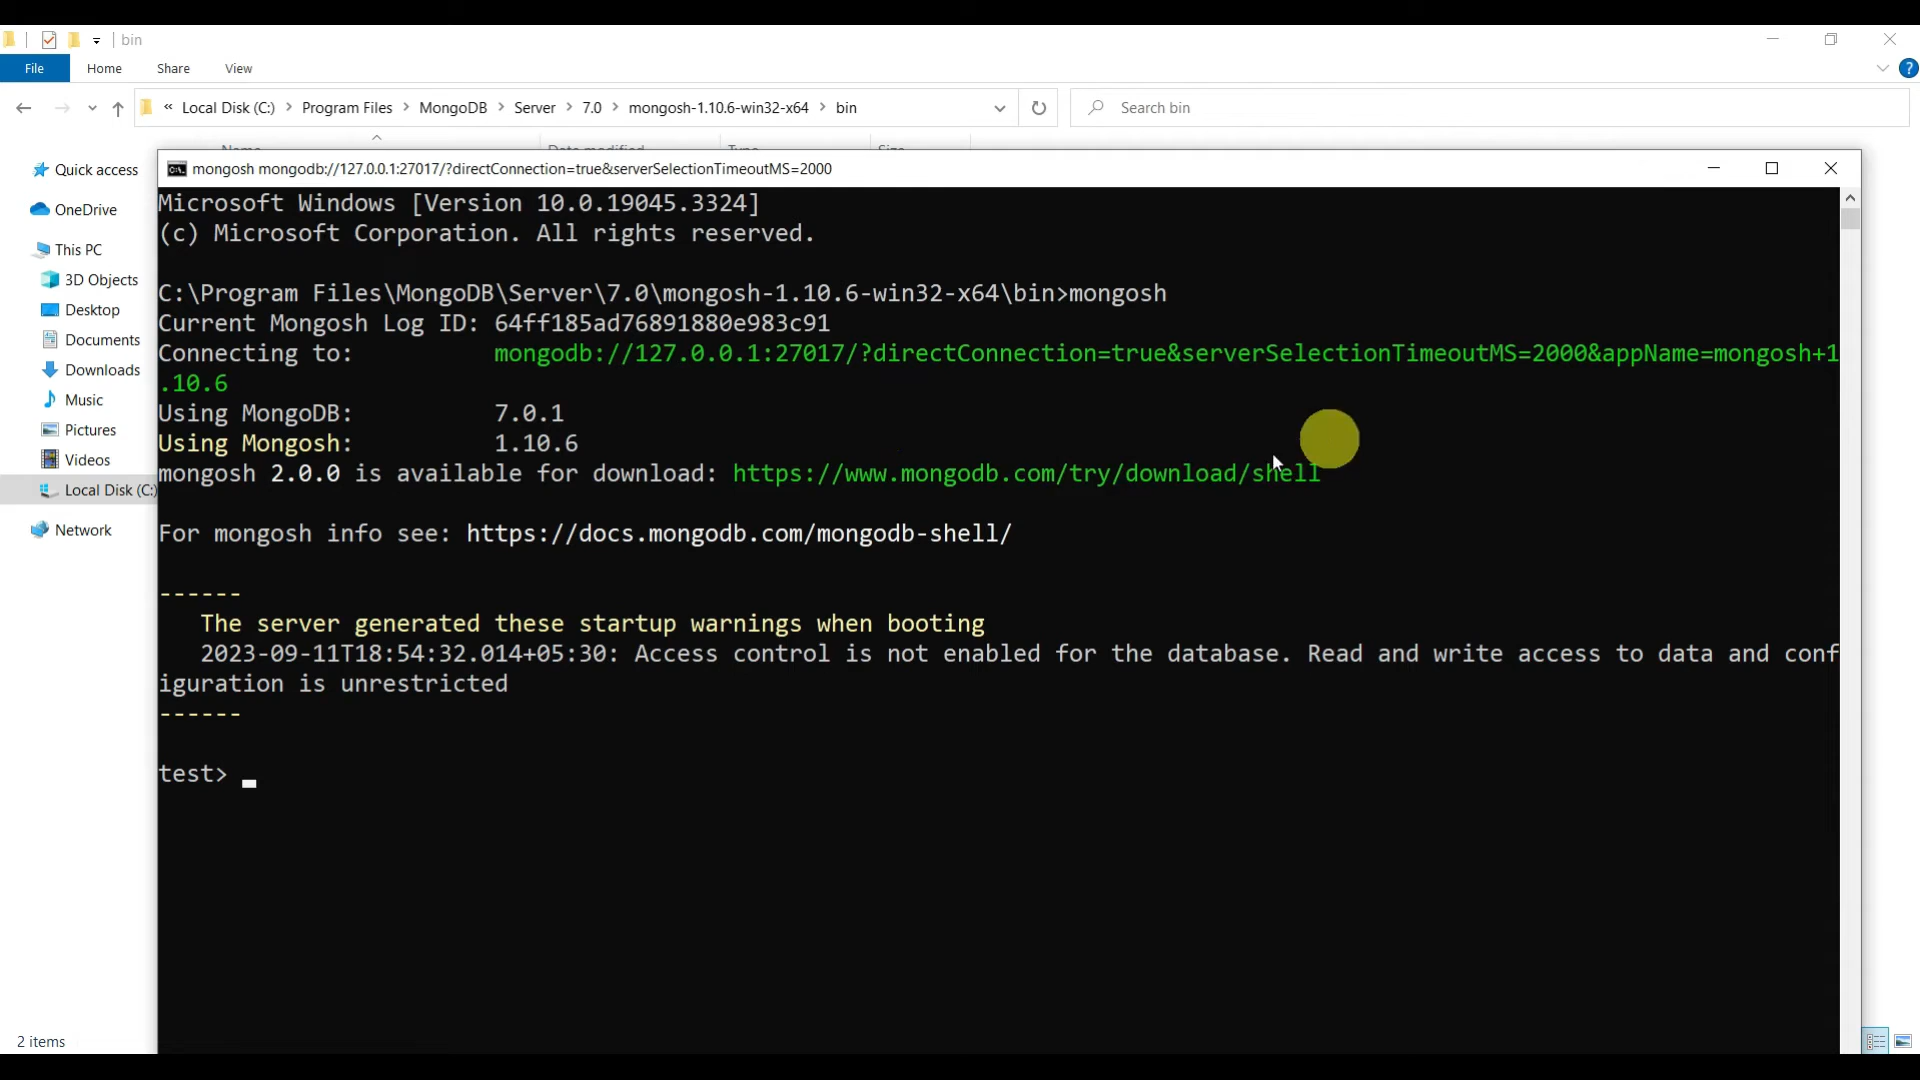 bin
File Home Share View
« Local Disk (C:) > Program Files > MongoDB > Server > 7.0 > mongosh-1.10.6-win32-x64 > bin
Search bin
Quick access
OneDrive
This PC
3D Objects
Desktop
Documents
Downloads
Music
Pictures
Videos
Local Disk (C:)
Network
2 items
mongosh mongodb://127.0.0.1:27017/?directConnection=true&serverSelectionTimeoutMS=2000
Microsoft Windows [Version 10.0.19045.3324]
(c) Microsoft Corporation. All rights reserved.
C:\Program Files\MongoDB\Server\7.0\mongosh-1.10.6-win32-x64\bin>mongosh
Current Mongosh Log ID: 64ff185ad76891880e983c91
Connecting to: mongodb://127.0.0.1:27017/?directConnection=true&serverSelectionTimeoutMS=2000&appName=mongosh+1
.10.6
Using MongoDB: 7.0.1
Using Mongosh: 1.10.6
mongosh 2.0.0 is available for download: https://www.mongodb.com/try/download/shell
For mongosh info see: https://docs.mongodb.com/mongodb-shell/
------
The server generated these startup warnings when booting
2023-09-11T18:54:32.014+05:30: Access control is not enabled for the database. Read and write access to data and conf
iguration is unrestricted
------
test>